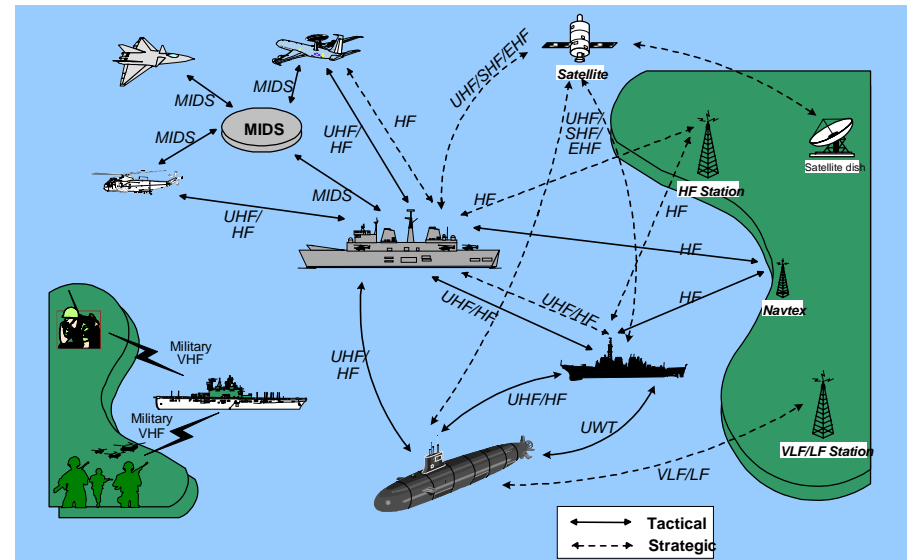 MIDS
MIDS
MIDS
MIDS
MIDS
UHF/
HF
HF
UHF/SHF/EHF
Satellite
UHF/
SHF/
EHF
HF Station
Satellite dish
UHF/
HF
HF
HF
HF
HF
Navtex
UHF/HF
UHF/HF
Military
VHF
UHF/
HF
UHF/HF
UWT
Military
VHF
VLF/LF
VLF/LF Station
Tactical
Strategic